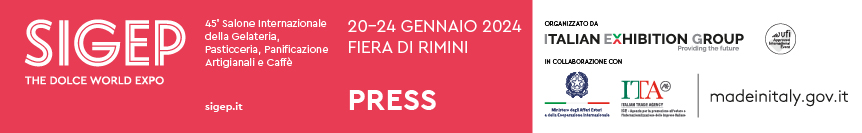 SIGEP
THE DOLCE WORLD EXPO
45° Salone Internazionale
della Gelateria,
Pasticceria, Panificazione
Artigianali e Caffè
sigep.it
20–24 GENNAIO 2024
FIERA DI RIMINI
PRESS
ORGANIZZATO DA
ITALIAN EXHIBITION GROUP
Providing the future
ufi
Approved
International
Event
IN COLLABORAZIONE CON
Ministero degli Affari Esteri
e della Cooperazione Internazionale
ITA
ITALIAN TRADE AGENCY
ICE - Agenzia per la promozione all'estero e
l'internazionalizzazione delle imprese italiane
madeinitaly.gov.it